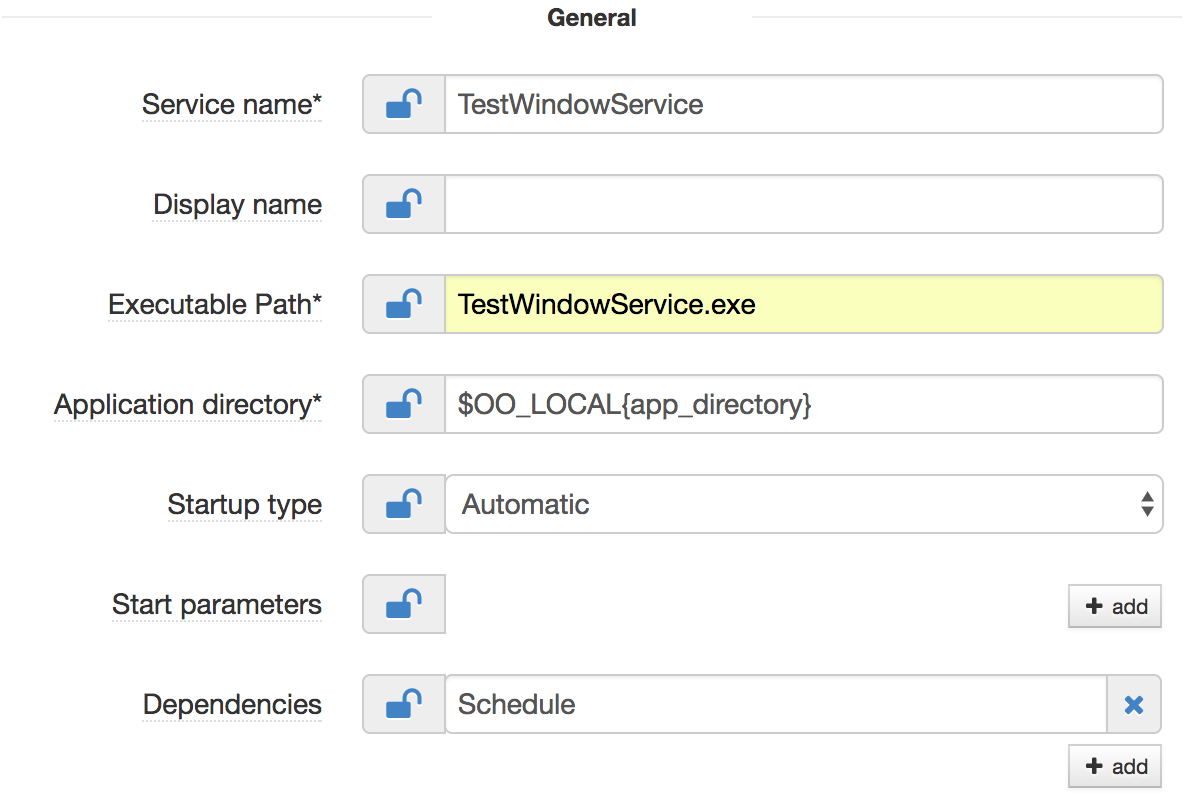 General
Service name* TestWindowService
Display name
Executable Path* TestWindowService.exe
Application directory* $OO_LOCAL{app_directory}
Startup type Automatic
Start parameters add
Dependencies Schedule
add